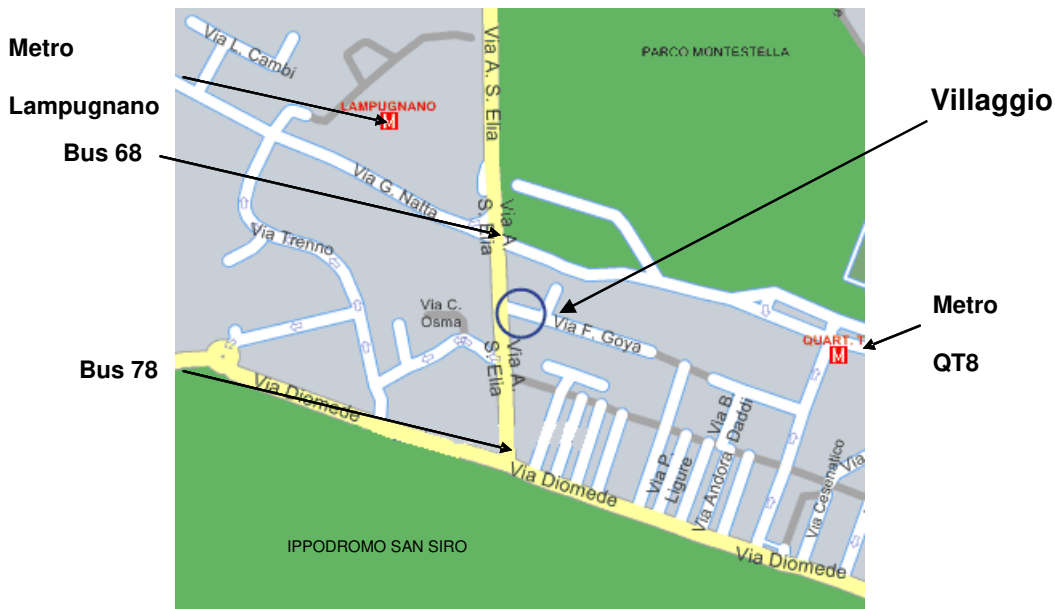 Metro
Lampugnano
Bus 68
Bus 78
Villaggio
Metro
QT8
Via L. Cambi
LAMPUGNANO
M
Via A. S. Elia
PARCO MONTESTELLA
Via G. Natta
Via A.
S. Elia
Via Trenno
Via C.
Osma
Via F. Goya
QUART. T
M
Via A.
S. Elia
Via Diomede
Via B.
Daddi
Via P.
Ligure
Via Andora
Via Cesenatico
Via
Via Diomede
Via Diomede
IPPODROMO SAN SIRO